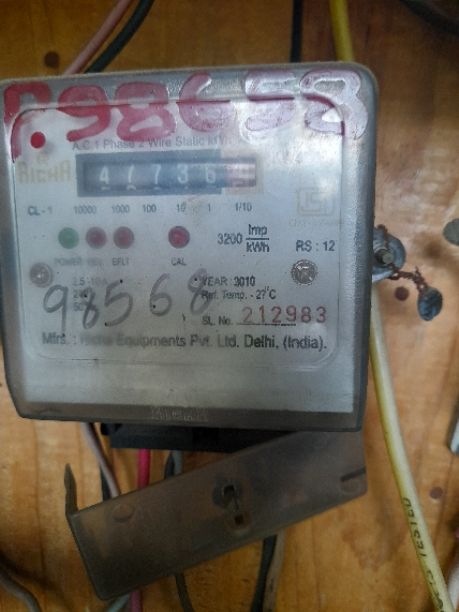 R98658
A.C. 1 Phase 2 Wire Static
RICHA
47736
CL - 1 10000 1000 100 10 1 1/10
3200 Imp/kWh
RS : 12
POWER REV EFLT CAL
98568
YEAR : 2010
Ref. Temp. - 27°C
SL. No. 212983
Mfrs. : Richa Equipments Pvt. Ltd. Delhi, (India).